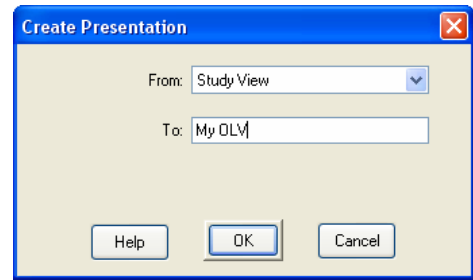 Create Presentation
From: Study View
To: My OLV
Help OK Cancel